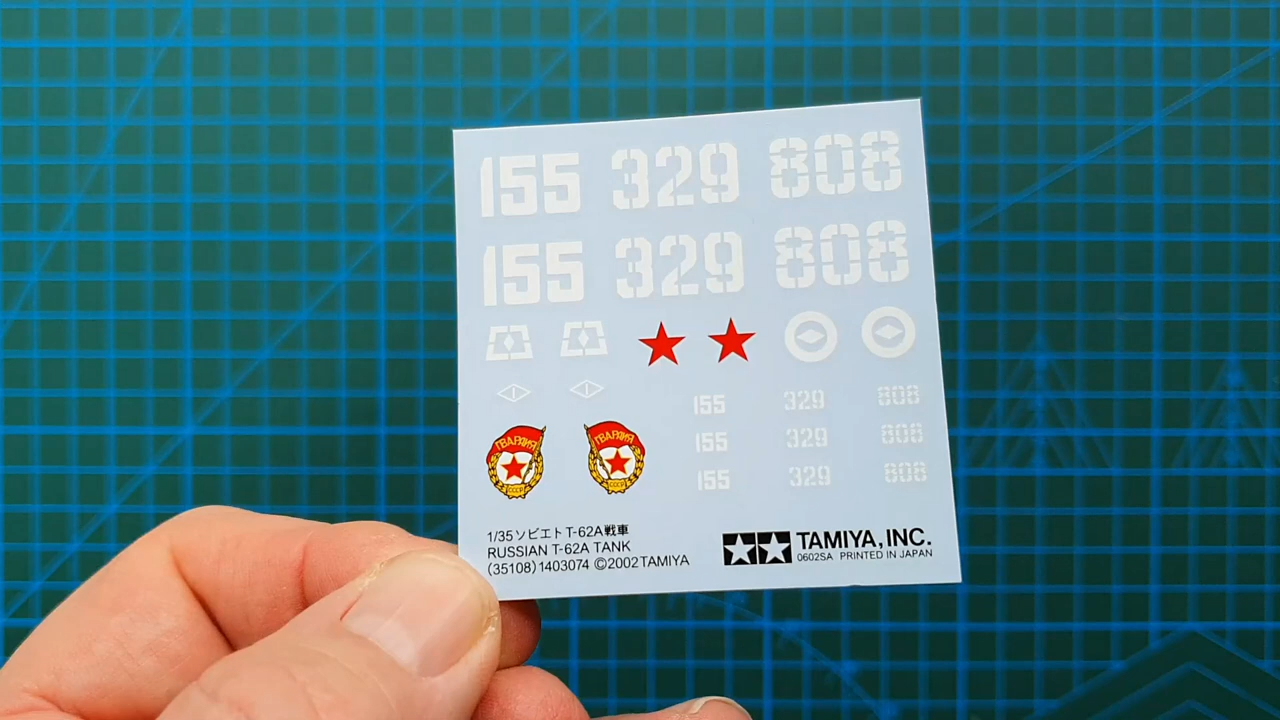 155 329 808
155 329 808
155 329 808
155 329 808
155 329 808
ГВАРДИЯ ГВАРДИЯ
СССР СССР
1/35ソビエトT-62A戦車
RUSSIAN T-62A TANK
(35108)1403074 ©2002TAMIYA
TAMIYA, INC.
0602SA PRINTED IN JAPAN